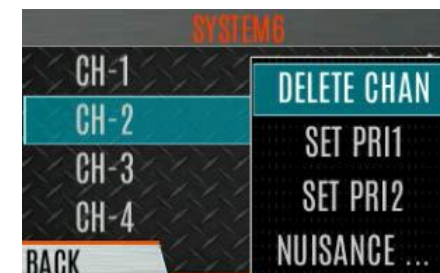 SYSTEM6
CH-1
CH-2
CH-3
CH-4
BACK
DELETE CHAN
SET PRI1
SET PRI2
NUISANCE ...